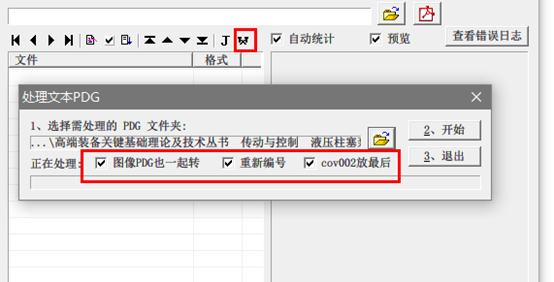 J
W
自动统计
预览
查看错误日志
文件
格式
处理文本PDG
1、选择需处理的 PDG 文件夹:
...\高端装备关键基础理论及技术丛书 传动与控制 液压柱塞
2、开始
正在处理:
图像PDG也一起转
重新编号
cov002放最后
3、退出